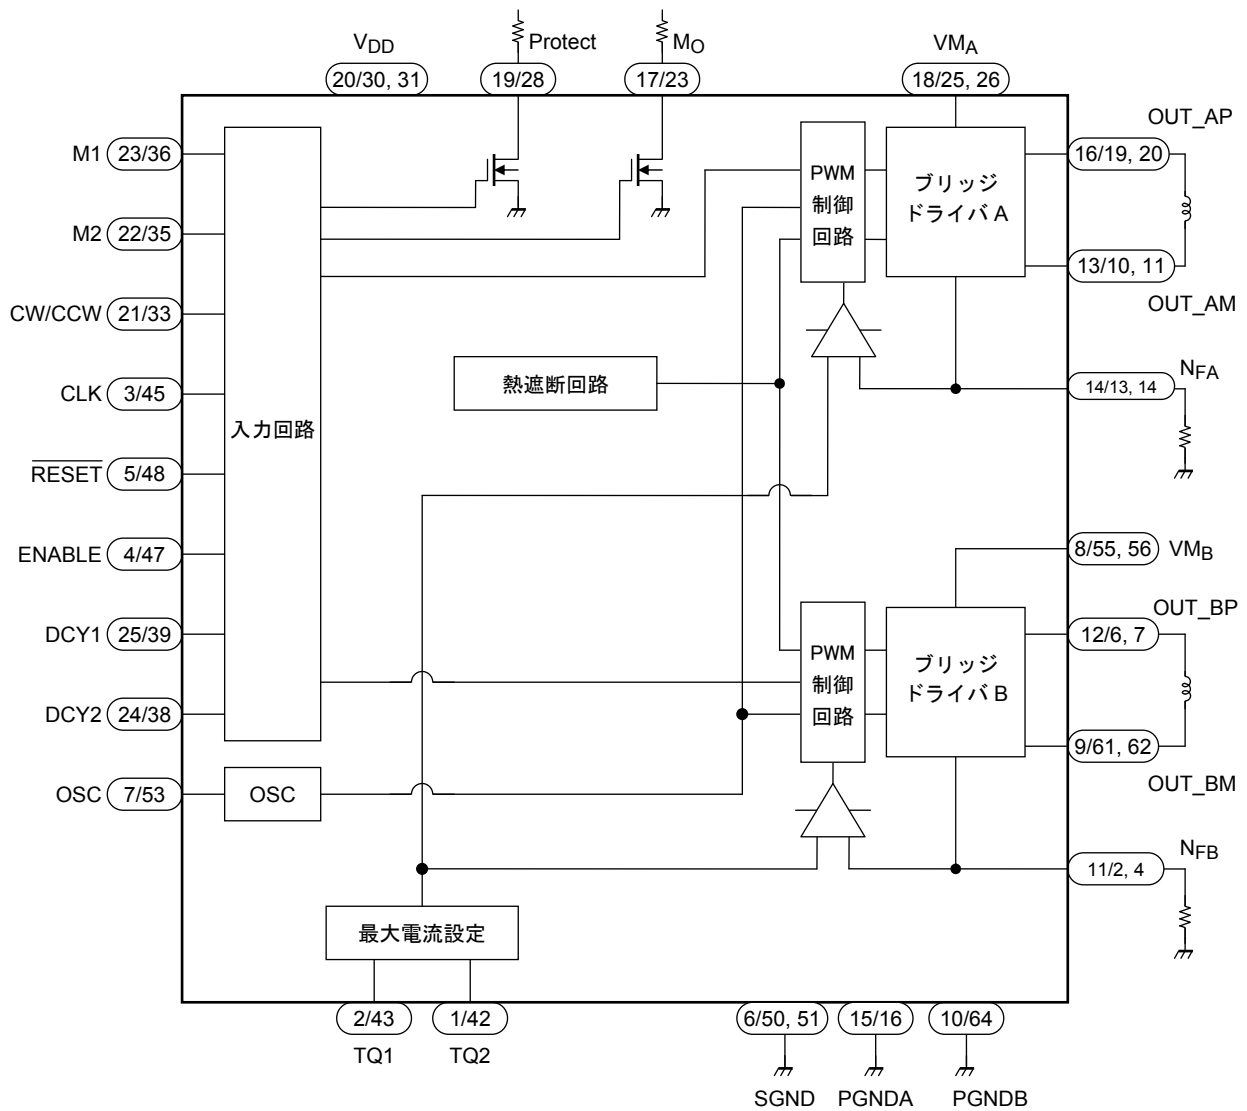 VDD
Protect
MO
VMA
20/30, 31
19/28
17/23
18/25, 26
OUT_AP
M1
23/36
16/19, 20
PWM
制御
回路
ブリッジ
ドライバ A
M2
22/35
13/10, 11
OUT_AM
CW/CCW
21/33
NFA
14/13, 14
熱遮断回路
CLK
3/45
入力回路
RESET
5/48
ENABLE
4/47
8/55, 56
VMB
OUT_BP
DCY1
25/39
12/6, 7
PWM
制御
回路
ブリッジ
ドライバ B
DCY2
24/38
9/61, 62
OUT_BM
OSC
7/53
OSC
NFB
11/2, 4
最大電流設定
2/43
1/42
6/50, 51
15/16
10/64
TQ1
TQ2
SGND
PGNDA
PGNDB